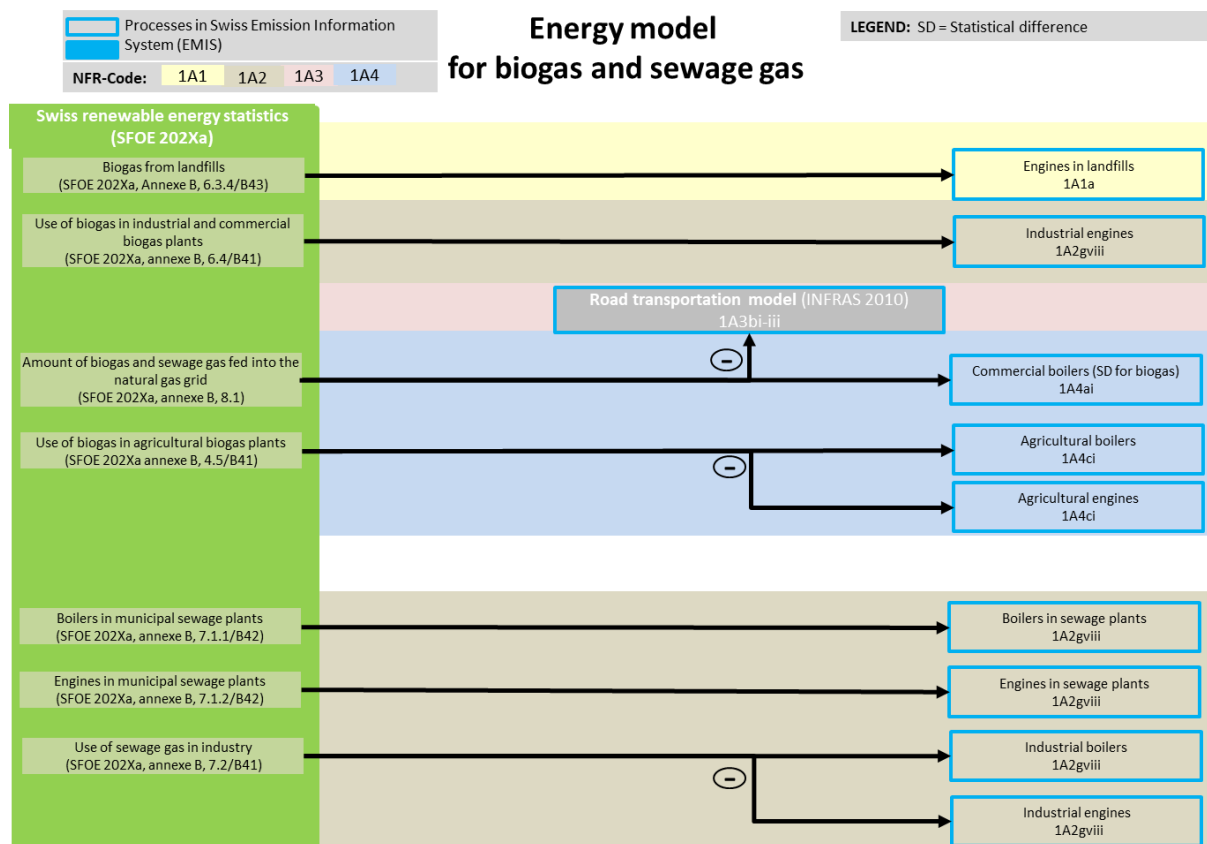 Processes in Swiss Emission Information
System (EMIS)
NFR-Code: 1A1 1A2 1A3 1A4
Energy model
for biogas and sewage gas
LEGEND: SD = Statistical difference
Swiss renewable energy statistics
(SFOE 202Xa)
Biogas from landfills
(SFOE 202Xa, Annexe B, 6.3.4/B43)
Engines in landfills
1A1a
Use of biogas in industrial and commercial
biogas plants
(SFOE 202Xa, annexe B, 6.4/B41)
Industrial engines
1A2gviii
Road transportation model (INFRAS 2010)
1A3bi-iii
Amount of biogas and sewage gas fed into the
natural gas grid
(SFOE 202Xa, annexe B, 8.1)
–
Commercial boilers (SD for biogas)
1A4ai
Use of biogas in agricultural biogas plants
(SFOE 202Xa annexe B, 4.5/B41)
–
Agricultural boilers
1A4ci
Agricultural engines
1A4ci
Boilers in municipal sewage plants
(SFOE 202Xa, annexe B, 7.1.1/B42)
Boilers in sewage plants
1A2gviii
Engines in municipal sewage plants
(SFOE 202Xa, annexe B, 7.1.2/B42)
Engines in sewage plants
1A2gviii
Use of sewage gas in industry
(SFOE 202Xa, annexe B, 7.2/B41)
–
Industrial boilers
1A2gviii
Industrial engines
1A2gviii